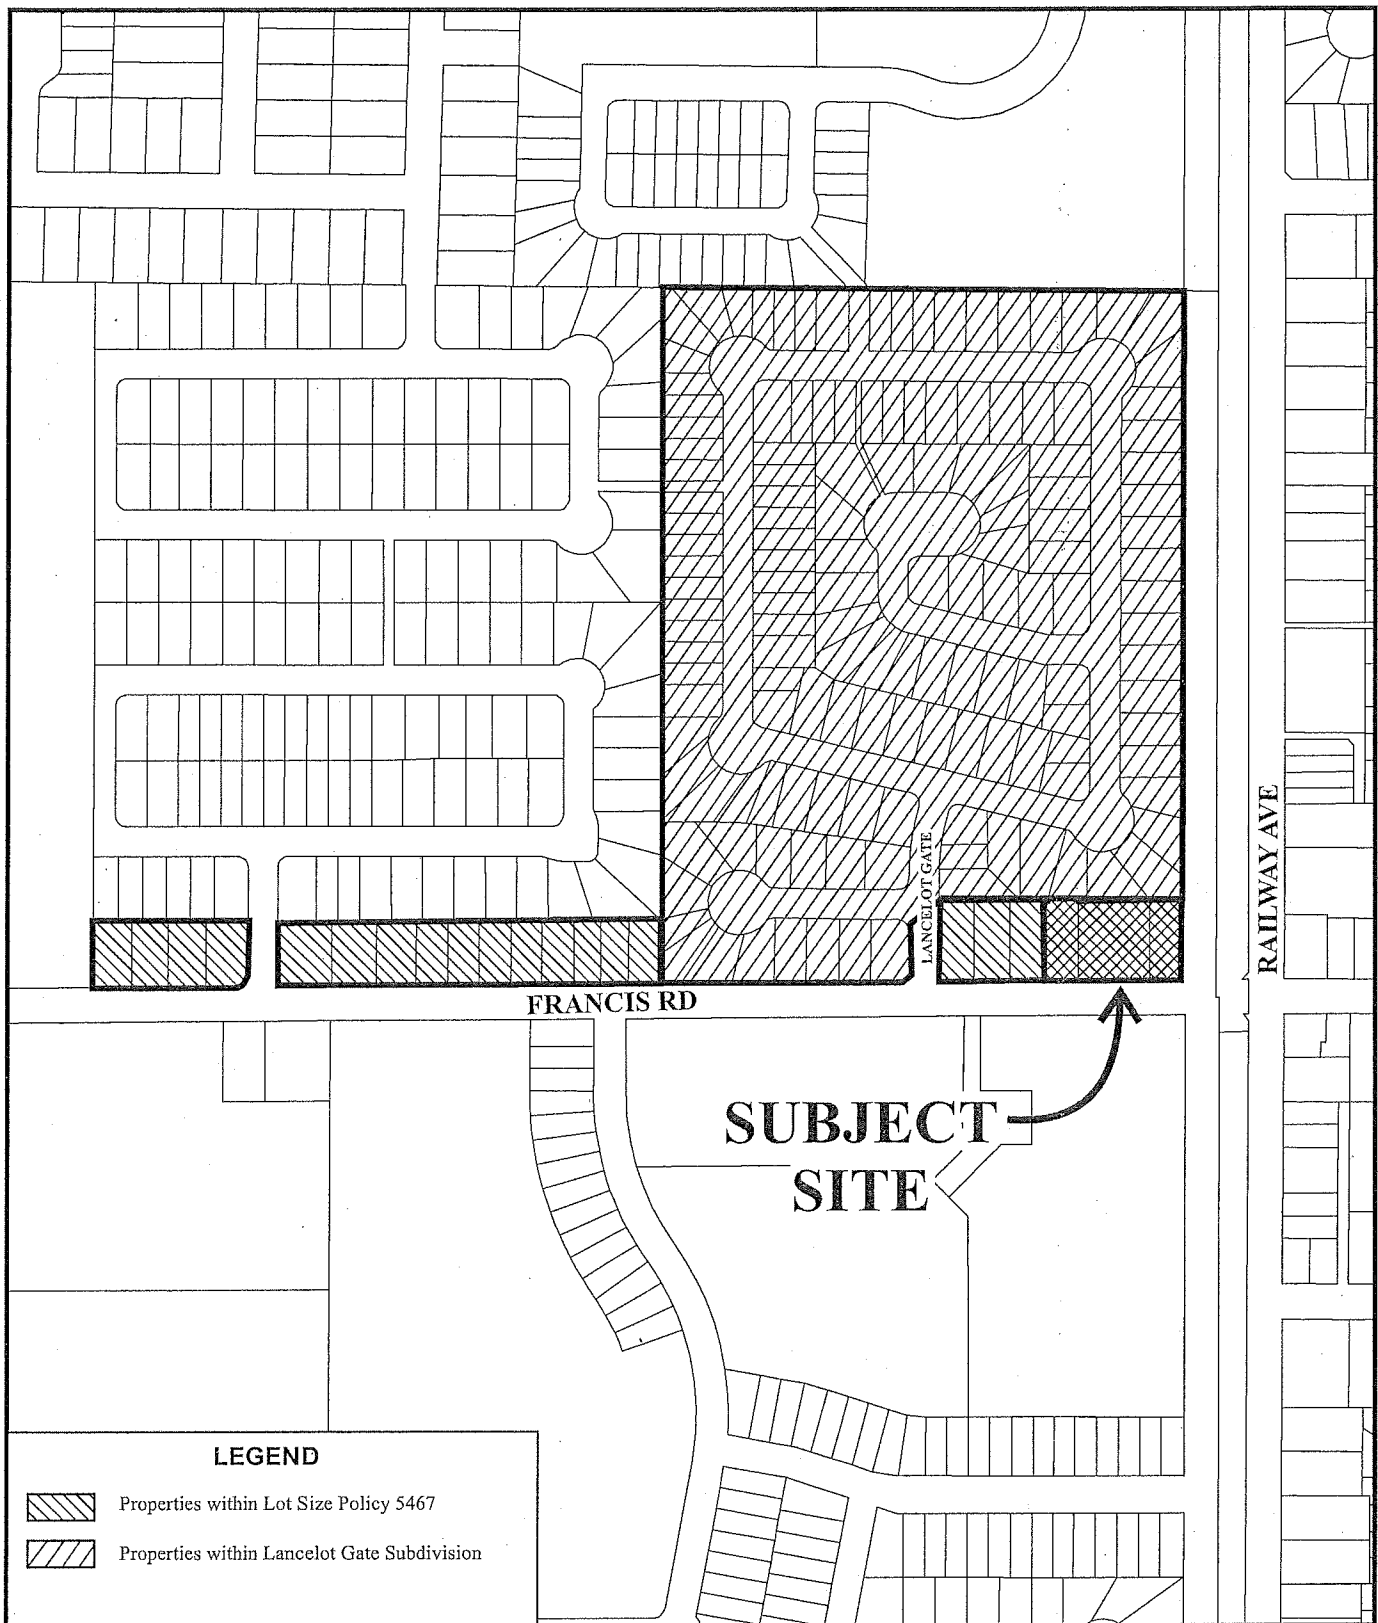 RAILWAY AVE
LANCELOT GATE
FRANCIS RD
SUBJECT
SITE
LEGEND
Properties within Lot Size Policy 5467
Properties within Lancelot Gate Subdivision